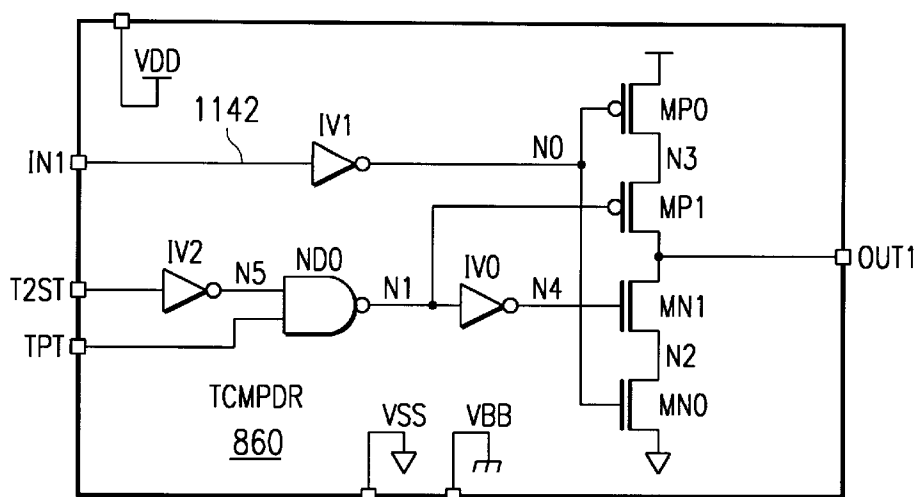 VDD
1142
IV1
N0
MP0
IN1
N3
MP1
IV2
ND0
OUT1
T2ST
N5
N1
IV0
N4
MN1
TPT
N2
TCMPDR
VSS
VBB
MN0
860